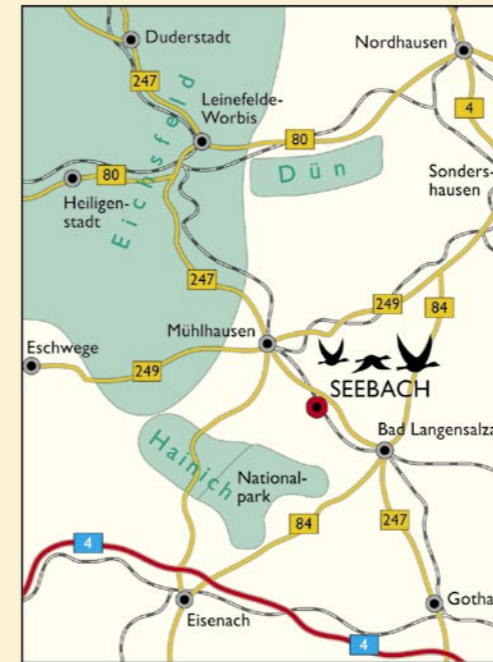 Duderstadt
Nordhausen
247
Leinefelde-
Worbis
4
80
Eichsfeld
Dün
80
Heiligen-
stadt
Sonders-
hausen
247
249
84
Mühlhausen
Eschwege
249
SEEBACH
Bad Langensalza
Hainich
National-
park
84
247
4
Eisenach
Gotha
4